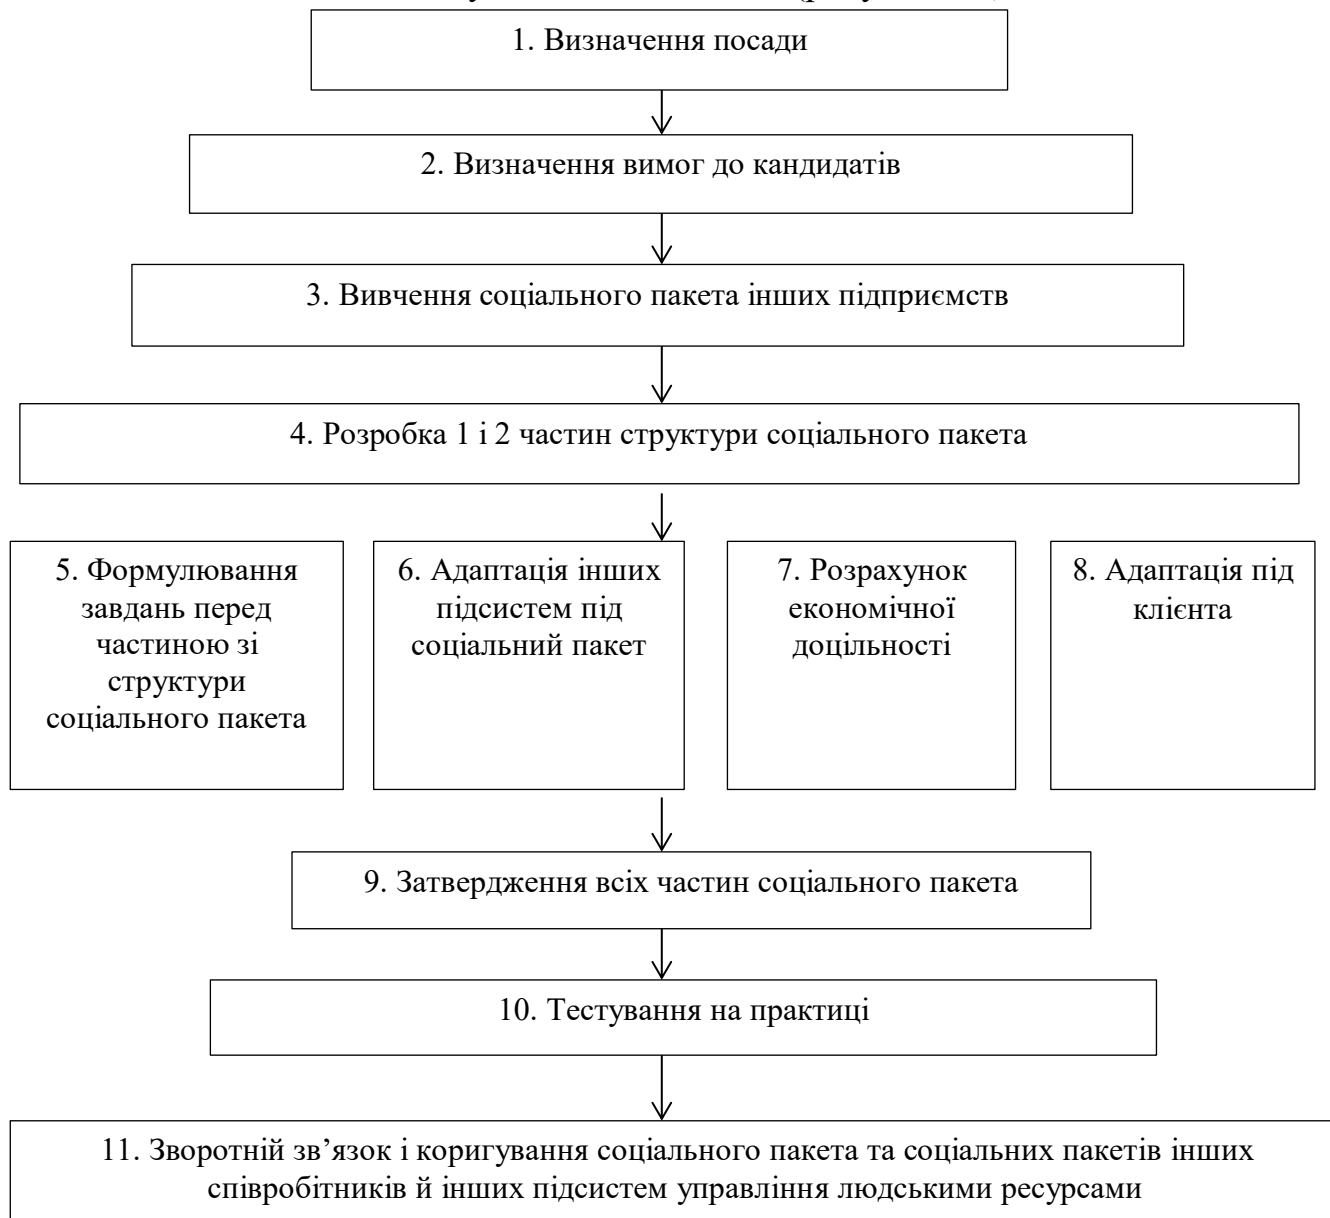 1. Визначення посади
2. Визначення вимог до кандидатів
3. Вивчення соціального пакета інших підприємств
4. Розробка 1 і 2 частин структури соціального пакета
5. Формулювання
завдань перед
частиною зі
структури
соціального пакета
6. Адаптація інших
підсистем під
соціальний пакет
7. Розрахунок
економічної
доцільності
8. Адаптація під
клієнта
9. Затвердження всіх частин соціального пакета
10. Тестування на практиці
11. Зворотній зв’язок і коригування соціального пакета та соціальних пакетів інших
співробітників й інших підсистем управління людськими ресурсами